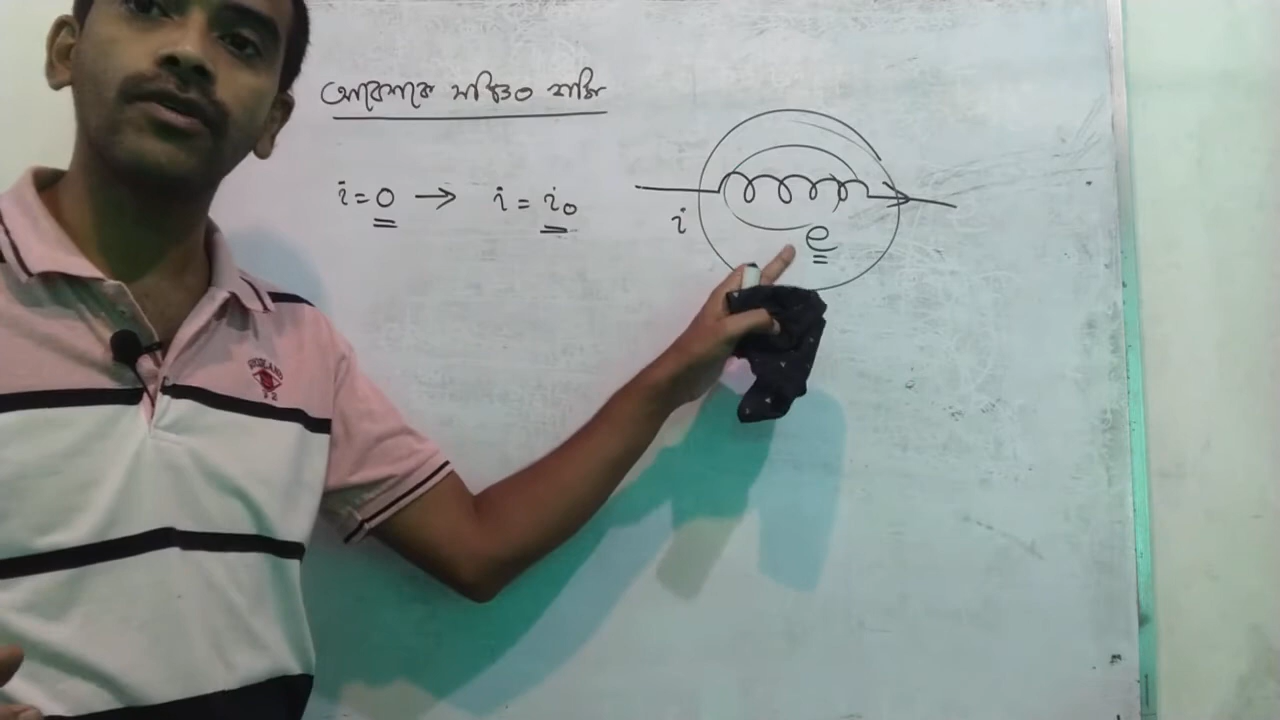 আবেশকে সঞ্চিত শক্তি
i = 0 → i = i₀
i
e